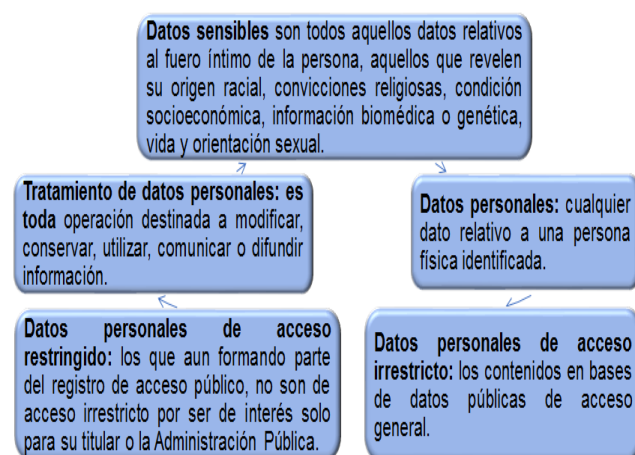 Datos sensibles son todos aquellos datos relativos
al fuero íntimo de la persona, aquellos que revelen
su origen racial, convicciones religiosas, condición
socioeconómica, información biomédica o genética,
vida y orientación sexual.
Tratamiento de datos personales: es
toda operación destinada a modificar,
conservar, utilizar, comunicar o difundir
información.
Datos personales: cualquier
dato relativo a una persona
física identificada.
Datos personales de acceso
restringido: los que aun formando parte
del registro de acceso público, no son de
acceso irrestricto por ser de interés solo
para su titular o la Administración Pública.
Datos personales de acceso
irrestricto: los contenidos en bases
de datos públicas de acceso
general.